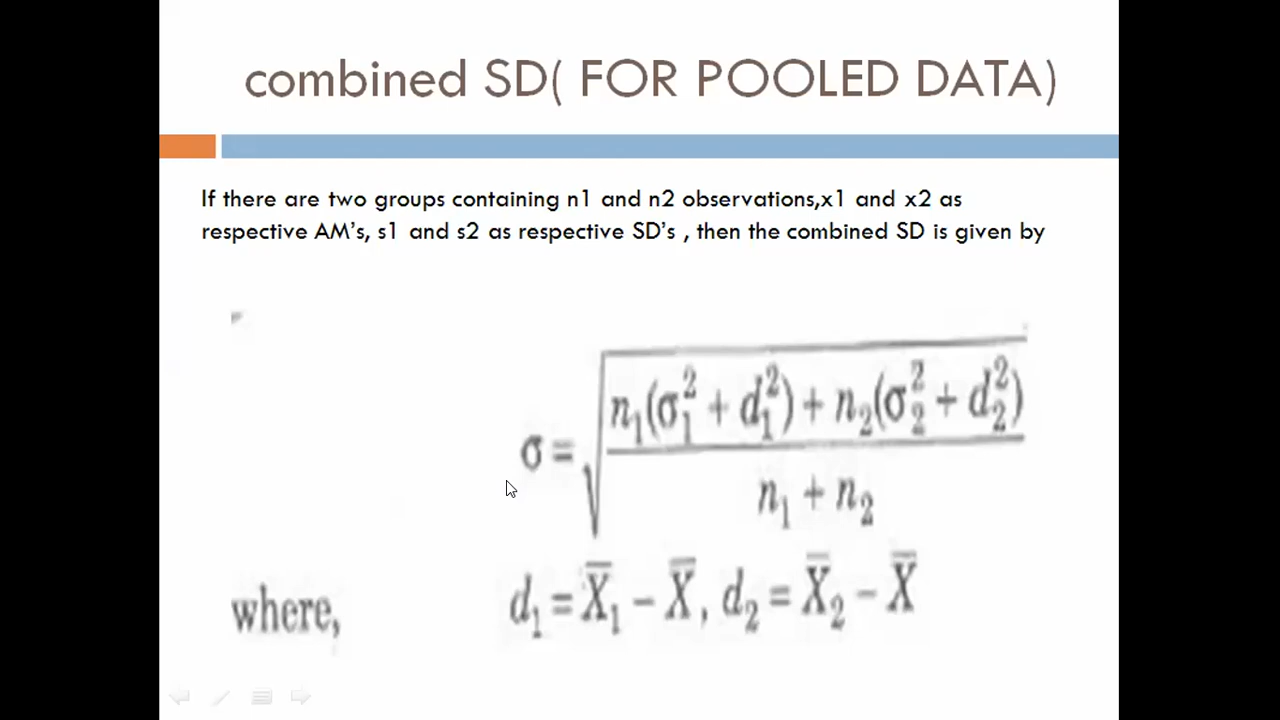 combined SD( FOR POOLED DATA)
If there are two groups containing n1 and n2 observations,x1 and x2 as
respective AM's, s1 and s2 as respective SD's , then the combined SD is given by
σ = √((n₁(σ₁² + d₁²) + n₂(σ₂² + d₂²)) / (n₁ + n₂))
where, d₁ = X̅₁ − X̅, d₂ = X̅₂ − X̅